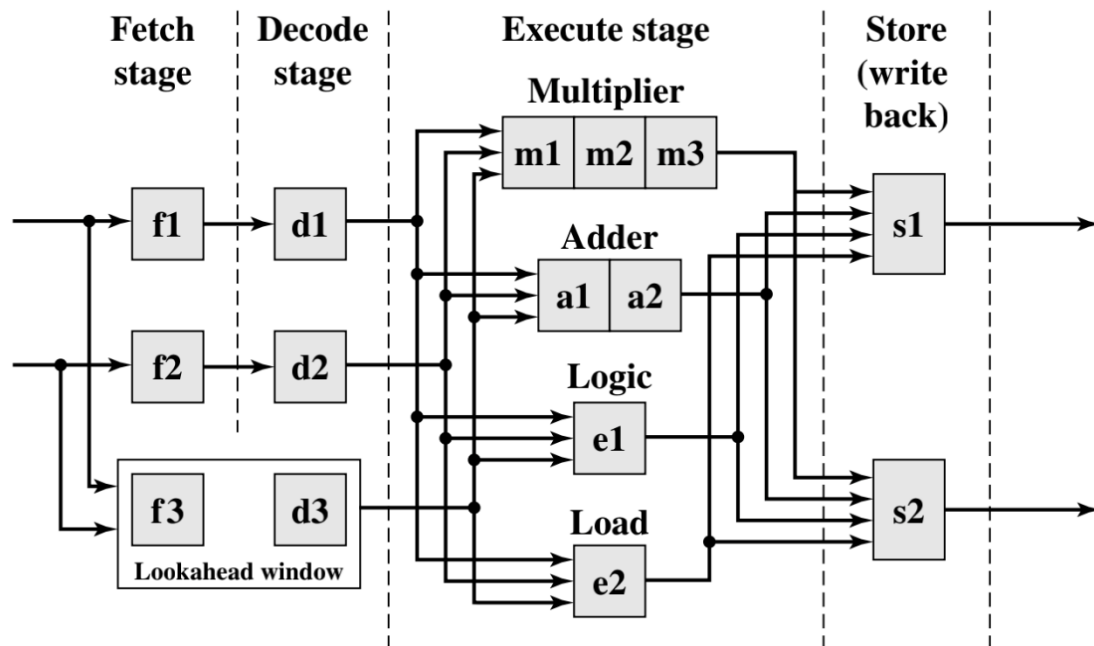 Fetch
stage
Decode
stage
Execute stage
Store
(write
back)
Multiplier
m1 m2 m3
f1
d1
s1
Adder
a1 a2
f2
d2
Logic
e1
f3
d3
s2
Load
e2
Lookahead window